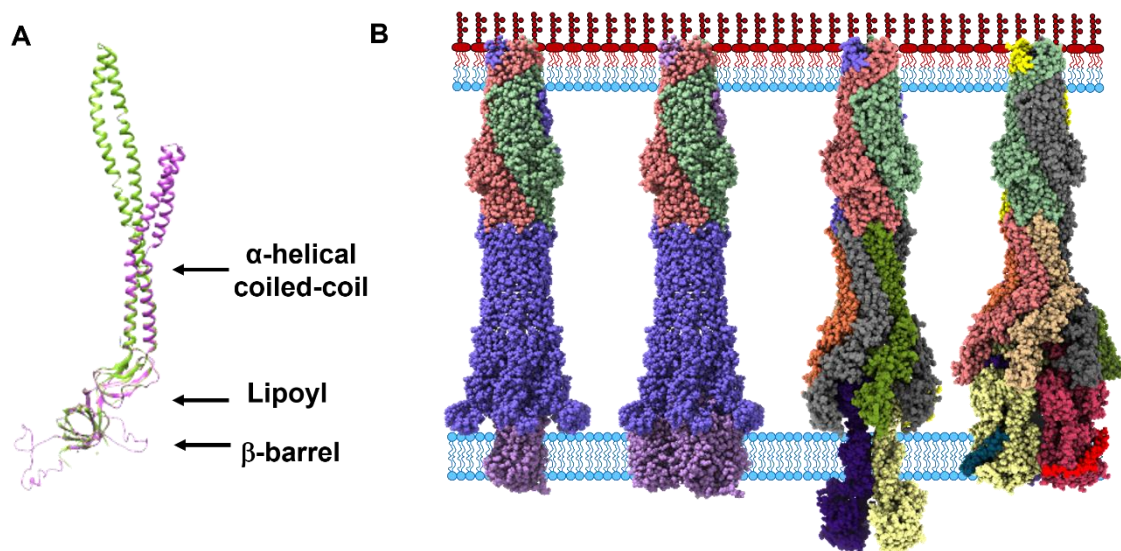 A
B
α-helical
coiled-coil
Lipoyl
β-barrel